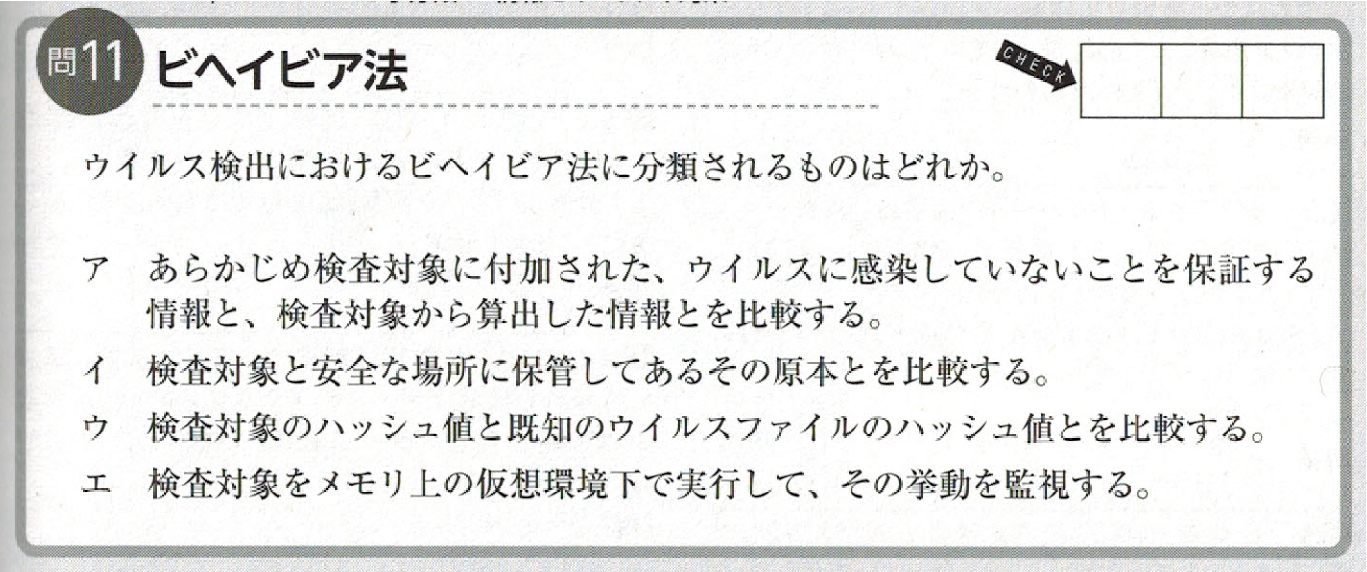 問11 ビヘイビア法
CHECK
ウイルス検出におけるビヘイビア法に分類されるものはどれか。
ア あらかじめ検査対象に付加された、ウイルスに感染していないことを保証する
情報と、検査対象から算出した情報とを比較する。
イ 検査対象と安全な場所に保管してあるその原本とを比較する。
ウ 検査対象のハッシュ値と既知のウイルスファイルのハッシュ値とを比較する。
エ 検査対象をメモリ上の仮想環境下で実行して、その挙動を監視する。